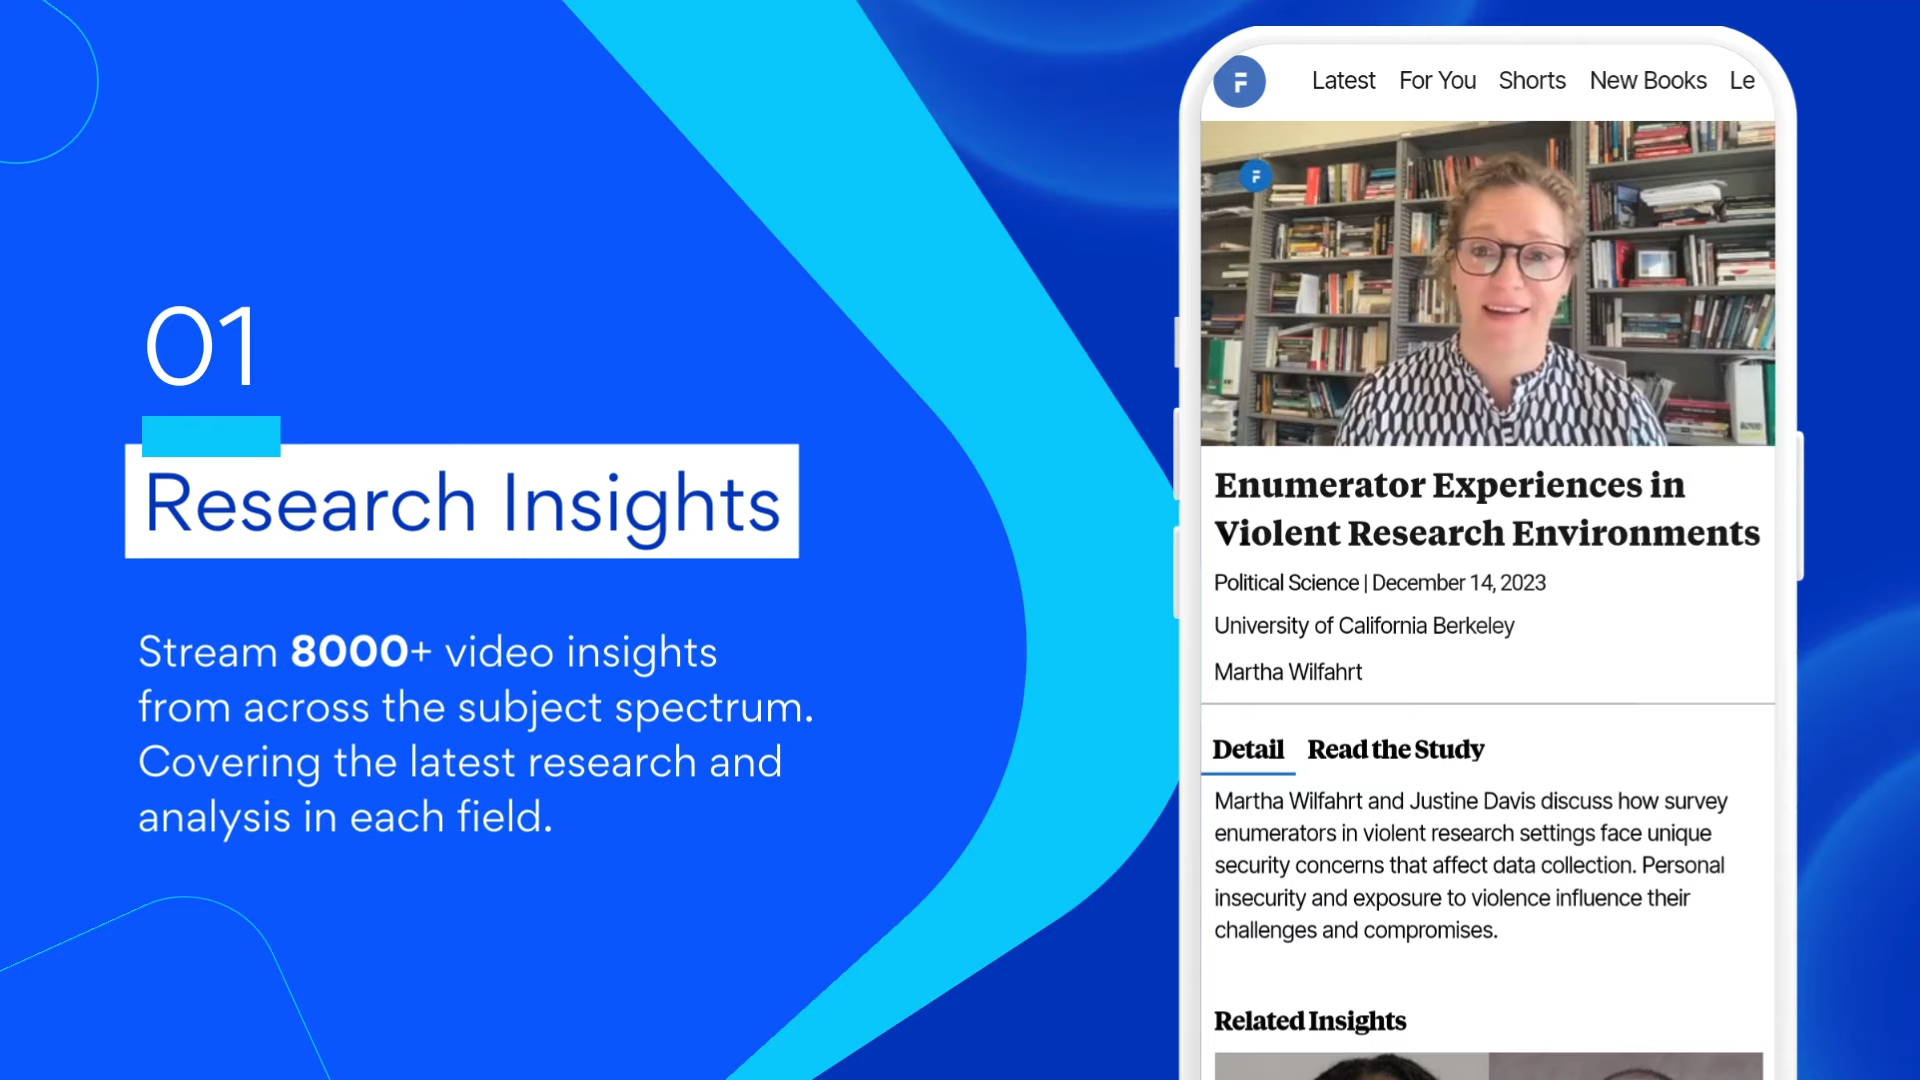 01
Research Insights
Stream 8000+ video insights
from across the subject spectrum.
Covering the latest research and
analysis in each field.
F
Latest For You Shorts New Books Le
F
Enumerator Experiences in
Violent Research Environments
Political Science | December 14, 2023
University of California Berkeley
Martha Wilfahrt
Detail Read the Study
Martha Wilfahrt and Justine Davis discuss how survey
enumerators in violent research settings face unique
security concerns that affect data collection. Personal
insecurity and exposure to violence influence their
challenges and compromises.
Related Insights